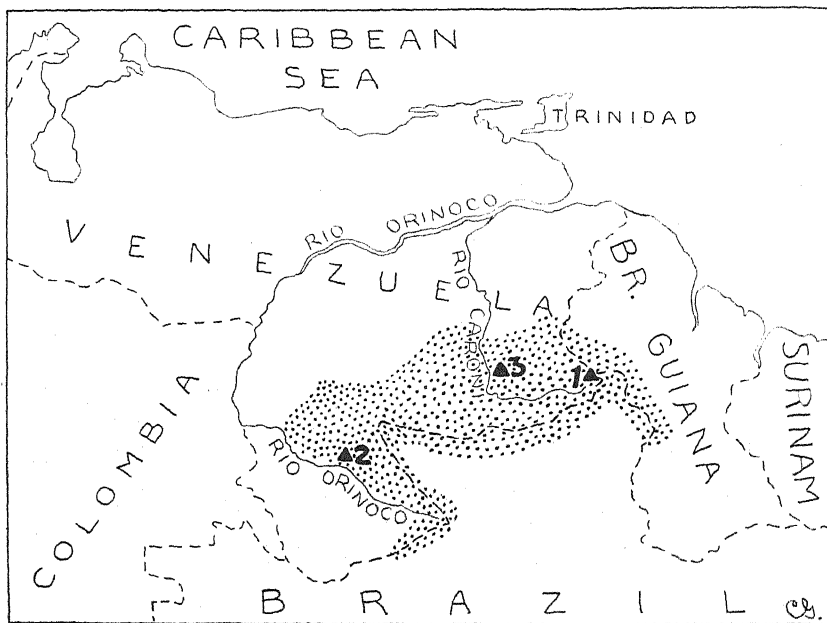 CARIBBEAN
SEA
TRINIDAD
RIO ORINOCO
VENEZUELA
RIO CARONI
BR. GUIANA
SURINAM
3
1
2
RIO ORINOCO
COLOMBIA
BRAZIL